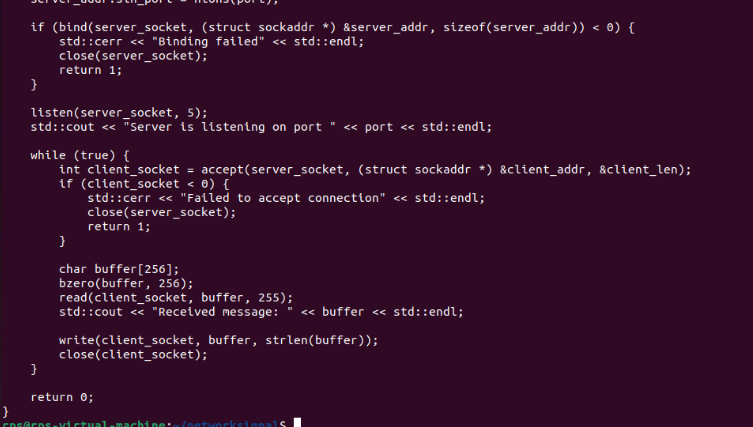 server_addr.sin_port = htons(port);
if (bind(server_socket, (struct sockaddr *) &server_addr, sizeof(server_addr)) < 0) {
std::cerr << "Binding failed" << std::endl;
close(server_socket);
return 1;
}
listen(server_socket, 5);
std::cout << "Server is listening on port " << port << std::endl;
while (true) {
int client_socket = accept(server_socket, (struct sockaddr *) &client_addr, &client_len);
if (client_socket < 0) {
std::cerr << "Failed to accept connection" << std::endl;
close(server_socket);
return 1;
}
char buffer[256];
bzero(buffer, 256);
read(client_socket, buffer, 255);
std::cout << "Received message: " << buffer << std::endl;
write(client_socket, buffer, strlen(buffer));
close(client_socket);
}
return 0;
}
rps@rps-virtual-machine:~/networksignal$